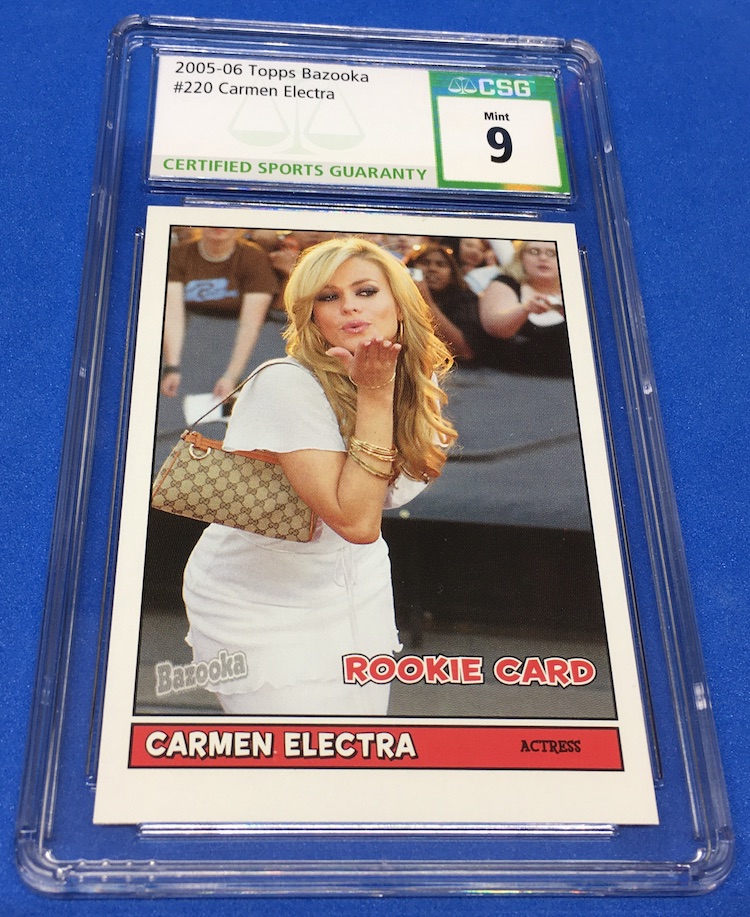 2005-06 Topps Bazooka
#220 Carmen Electra
CERTIFIED SPORTS GUARANTY
CSG
Mint
9
Bazooka
ROOKIE CARD
CARMEN ELECTRA
ACTRESS